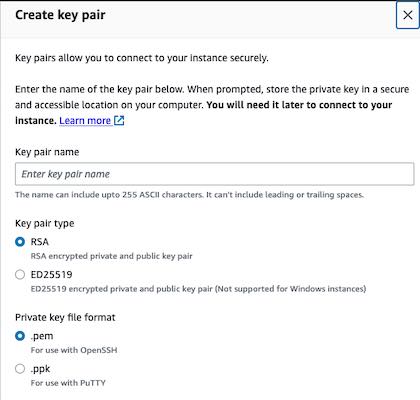 Create key pair
Key pairs allow you to connect to your instance securely.
Enter the name of the key pair below. When prompted, store the private key in a secure
and accessible location on your computer. You will need it later to connect to your
instance. Learn more
Key pair name
Enter key pair name
The name can include upto 255 ASCII characters. It can't include leading or trailing spaces.
Key pair type
RSA
RSA encrypted private and public key pair
ED25519
ED25519 encrypted private and public key pair (Not supported for Windows instances)
Private key file format
.pem
For use with OpenSSH
.ppk
For use with PuTTY